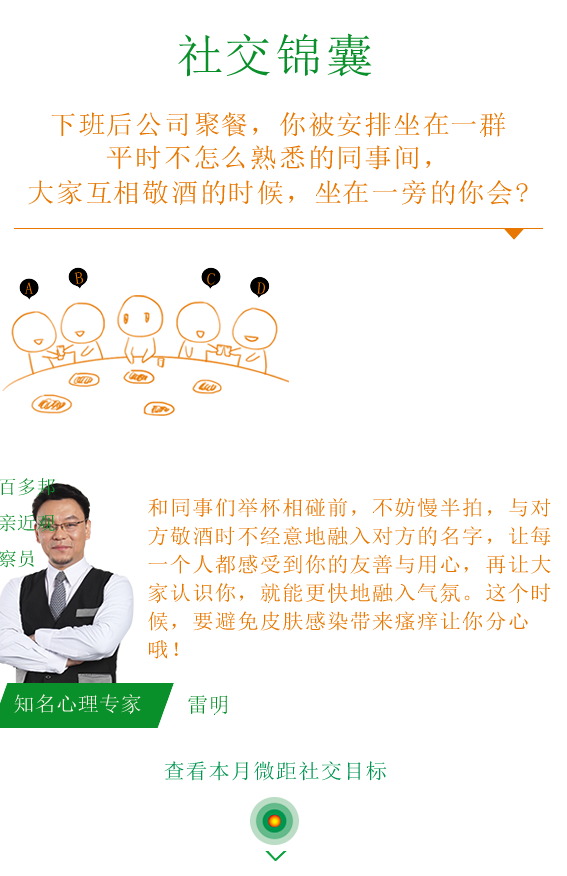 社交锦囊
下班后公司聚餐，你被安排坐在一群
平时不怎么熟悉的同事间，
大家互相敬酒的时候，坐在一旁的你会?
A
B
C
D
百多邦
亲近观
察员
和同事们举杯相碰前，不妨慢半拍，与对
方敬酒时不经意地融入对方的名字，让每
一个人都感受到你的友善与用心，再让大
家认识你，就能更快地融入气氛。这个时
候，要避免皮肤感染带来瘙痒让你分心
哦！
知名心理专家
雷明
查看本月微距社交目标